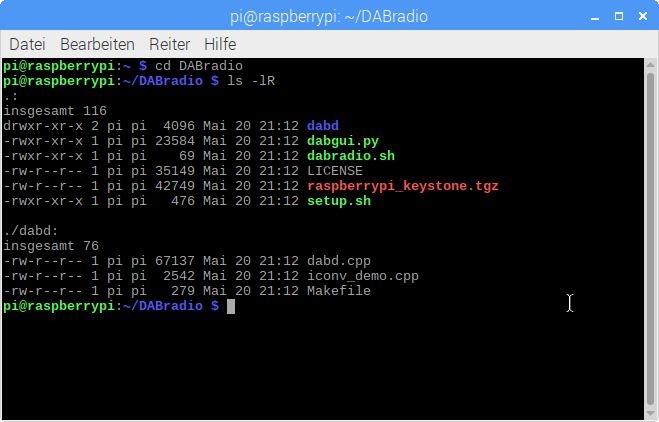 pi@raspberrypi: ~/DABradio
Datei Bearbeiten Reiter Hilfe
pi@raspberrypi:~ $ cd DABradio
pi@raspberrypi:~/DABradio $ ls -lR
.:
insgesamt 116
drwxr-xr-x 2 pi pi  4096 Mai 20 21:12 dabd
-rwxr-xr-x 1 pi pi 23584 Mai 20 21:12 dabgui.py
-rwxr-xr-x 1 pi pi    69 Mai 20 21:12 dabradio.sh
-rw-r--r-- 1 pi pi 35149 Mai 20 21:12 LICENSE
-rw-r--r-- 1 pi pi 42749 Mai 20 21:12 raspberrypi_keystone.tgz
-rwxr-xr-x 1 pi pi   476 Mai 20 21:12 setup.sh
./dabd:
insgesamt 76
-rw-r--r-- 1 pi pi 67137 Mai 20 21:12 dabd.cpp
-rw-r--r-- 1 pi pi  2542 Mai 20 21:12 iconv_demo.cpp
-rw-r--r-- 1 pi pi   279 Mai 20 21:12 Makefile
pi@raspberrypi:~/DABradio $